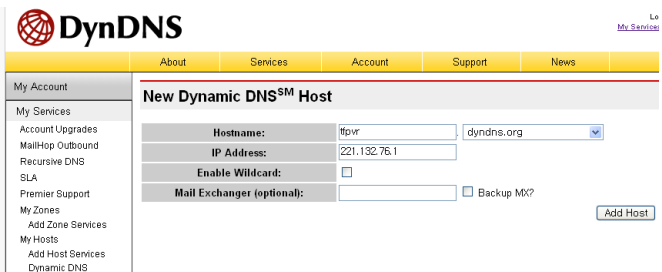 DynDNS
Lo
My Services
About Services Account Support News
My Account
My Services
Account Upgrades
MailHop Outbound
Recursive DNS
SLA
Premier Support
My Zones
Add Zone Services
My Hosts
Add Host Services
Dynamic DNS
New Dynamic DNS℠ Host
Hostname: tfpvr . dyndns.org
IP Address: 221.132.76.1
Enable Wildcard:
Mail Exchanger (optional): Backup MX?
Add Host